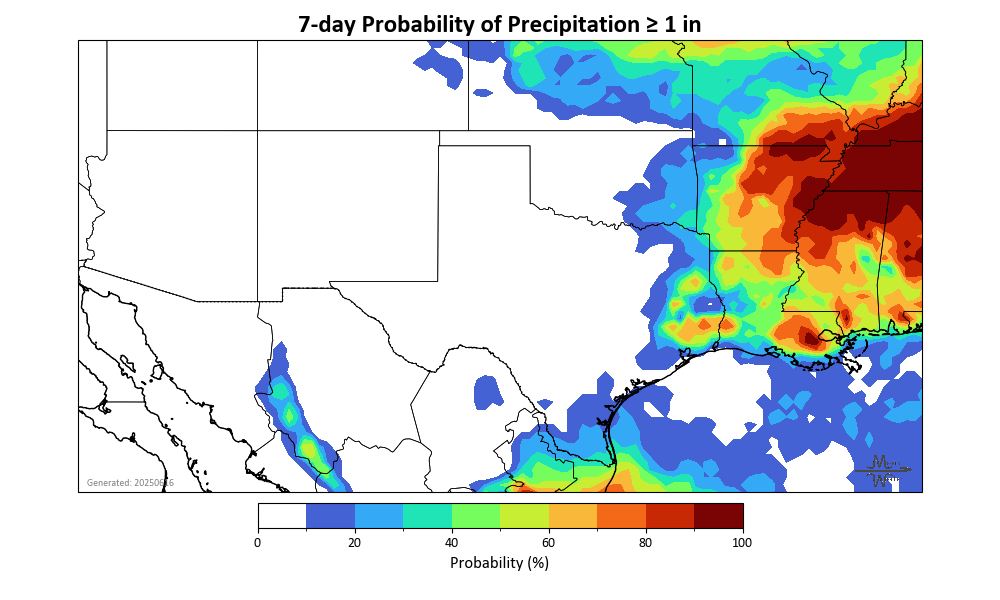 7-day Probability of Precipitation ≥ 1 in
Generated: 20250616
0 20 40 60 80 100
Probability (%)